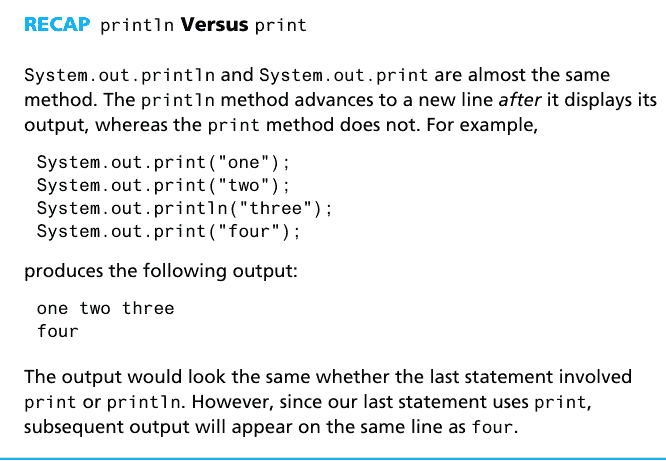 RECAP println Versus print
System.out.println and System.out.print are almost the same
method. The println method advances to a new line after it displays its
output, whereas the print method does not. For example,
System.out.print("one");
System.out.print("two");
System.out.println("three");
System.out.print("four");
produces the following output:
one two three
four
The output would look the same whether the last statement involved
print or println. However, since our last statement uses print,
subsequent output will appear on the same line as four.